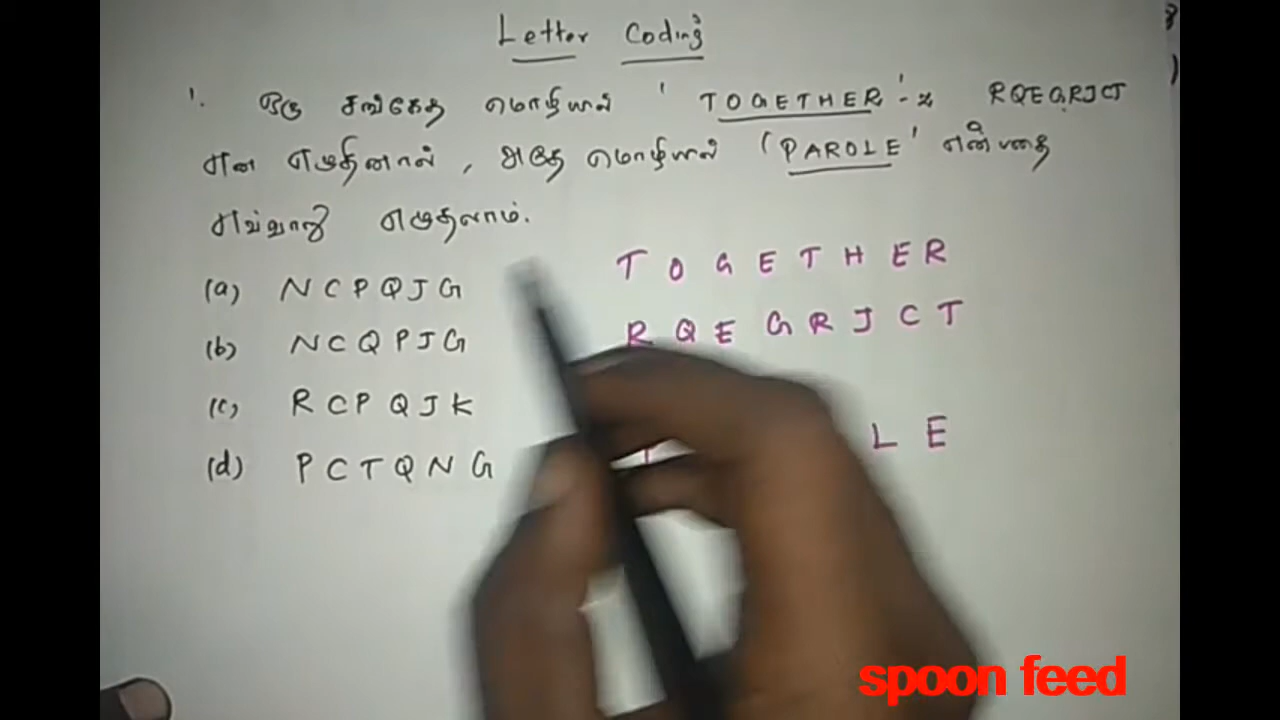 Letter Coding
1. ஒரு சங்கேத மொழியில் 'TOGETHER'-ஐ RQEGRJCT
என எழுதினால், அதே மொழியில் 'PAROLE' என்பதை
எவ்வாறு எழுதலாம்.
(a) NCPQJG
(b) NCQPJG
(c) RCPQJK
(d) PCTQNG
T O G E T H E R
R Q E G R J C T
L E
spoon feed